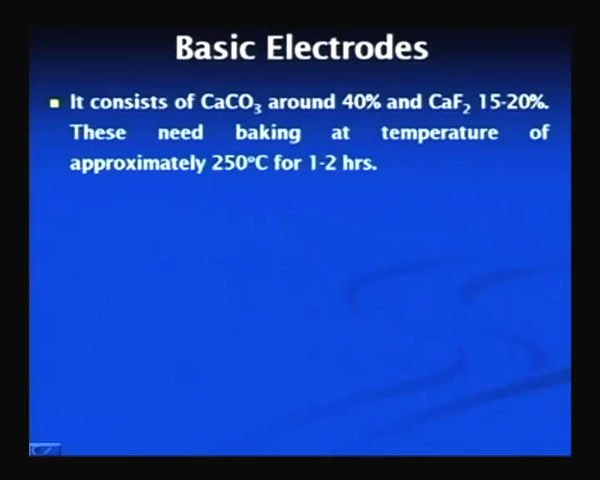 Basic Electrodes
It consists of CaCO₃ around 40% and CaF₂ 15-20%.
These need baking at temperature of
approximately 250ºC for 1-2 hrs.